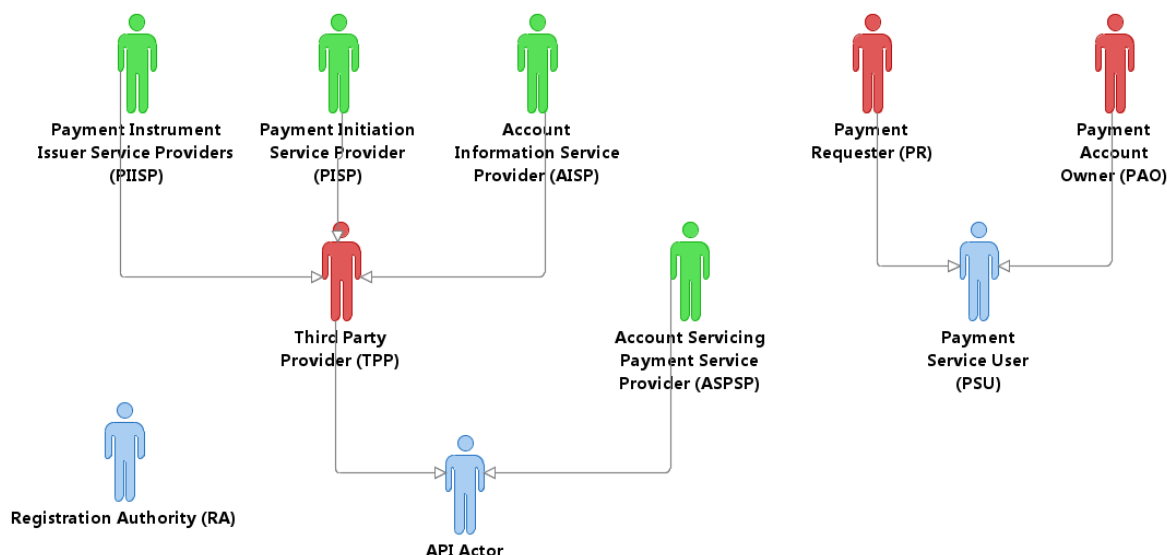 Payment Instrument
Issuer Service Providers
(PIISP)
Payment Initiation
Service Provider
(PISP)
Account
Information Service
Provider (AISP)
Payment
Requester (PR)
Payment
Account
Owner (PAO)
Third Party
Provider (TPP)
Account Servicing
Payment Service
Provider (ASPSP)
Payment
Service User
(PSU)
Registration Authority (RA)
API Actor